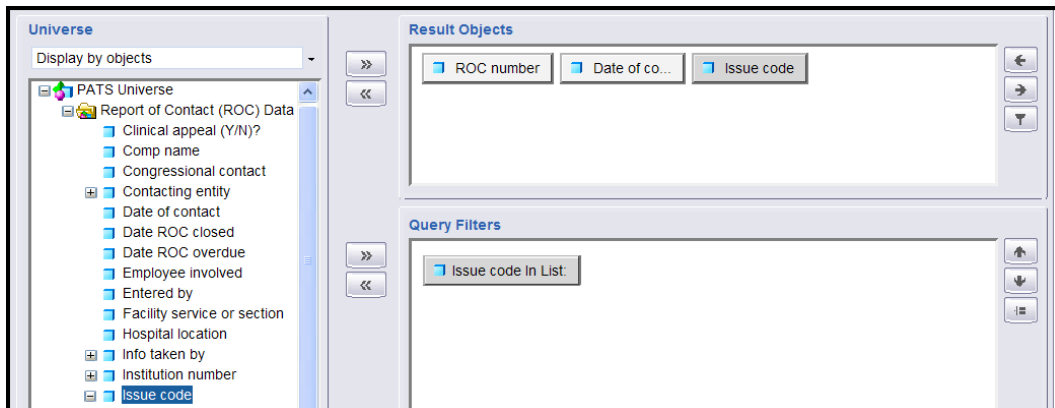 Universe
Display by objects
PATS Universe
Report of Contact (ROC) Data
Clinical appeal (Y/N)?
Comp name
Congressional contact
Contacting entity
Date of contact
Date ROC closed
Date ROC overdue
Employee involved
Entered by
Facility service or section
Hospital location
Info taken by
Institution number
Issue code
Result Objects
ROC number
Date of co...
Issue code
Query Filters
Issue code In List: